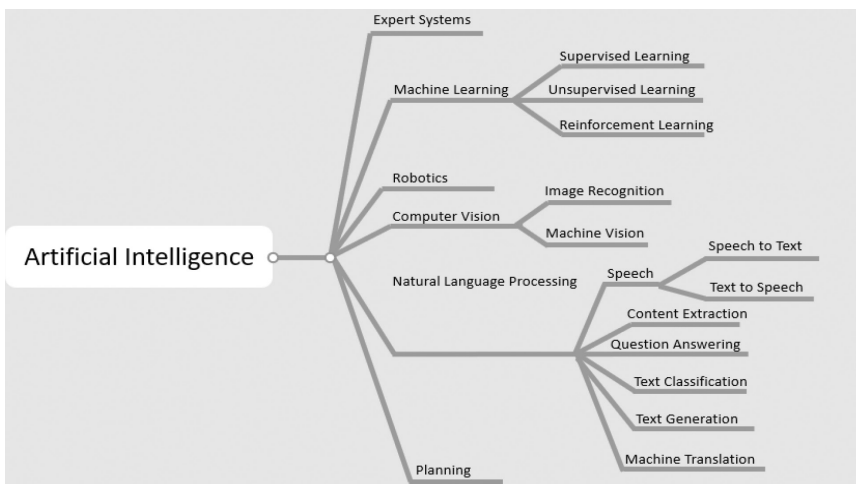 Expert Systems
Supervised Learning
Machine Learning
Unsupervised Learning
Reinforcement Learning
Robotics
Image Recognition
Computer Vision
Machine Vision
Artificial Intelligence
Speech to Text
Natural Language Processing
Speech
Text to Speech
Content Extraction
Question Answering
Text Classification
Text Generation
Machine Translation
Planning